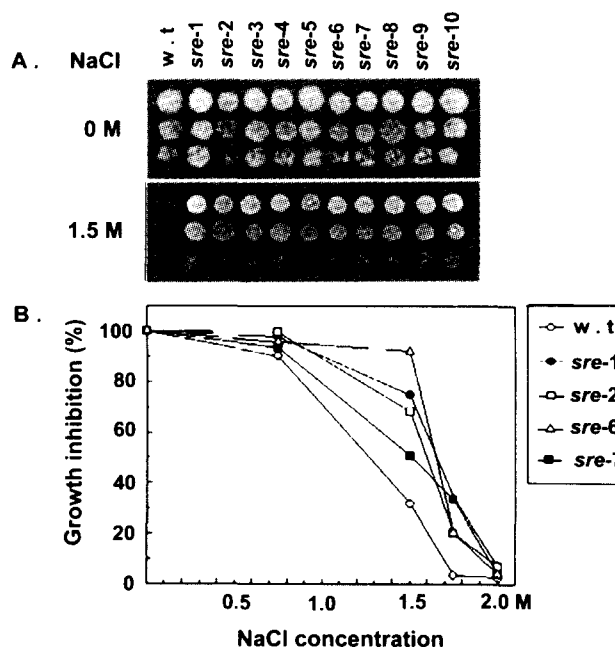 A. NaCl w.t sre-1 sre-2 sre-3 sre-4 sre-5 sre-6 sre-7 sre-8 sre-9 sre-10
0 M
1.5 M
B.
Growth inhibition (%)
100
80
60
40
20
0
0.5 1.0 1.5 2.0 M
NaCl concentration
w.t
sre-1
sre-2
sre-6
sre-7